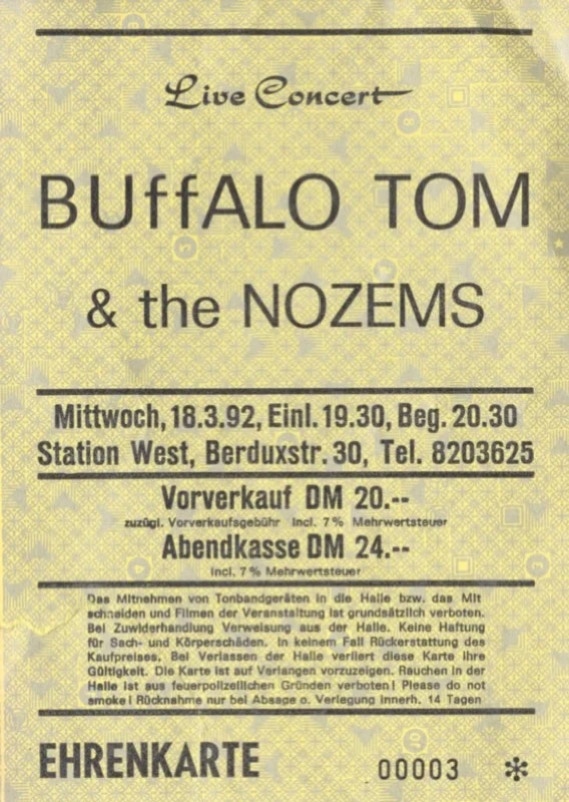 Live Concert
BUffALO TOM
& the NOZEMS
Mittwoch, 18.3.92, Einl. 19.30, Beg. 20.30
Station West, Berduxstr. 30, Tel. 8203625
Vorverkauf DM 20.--
zuzügl. Vorverkaufsgebühr incl. 7% Mehrwertsteuer
Abendkasse DM 24.--
incl. 7% Mehrwertsteuer
Das Mitnehmen von Tonbandgeräten in die Halle bzw. das Mit
schneiden und Filmen der Veranstaltung ist grundsätzlich verboten.
Bei Zuwiderhandlung Verweisung aus der Halle. Keine Haftung
für Sach- und Körperschäden. In keinem Fall Rückerstattung des
Kaufpreises. Bei Verlassen der Halle verliert diese Karte ihre
Gültigkeit. Die Karte ist auf Verlangen vorzuzeigen. Rauchen in der
Halle ist aus feuerpolizeilichen Gründen verboten! Please do not
smoke! Rücknahme nur bei Absage o. Verlegung innerh. 14 Tagen
EHRENKARTE 00003 *